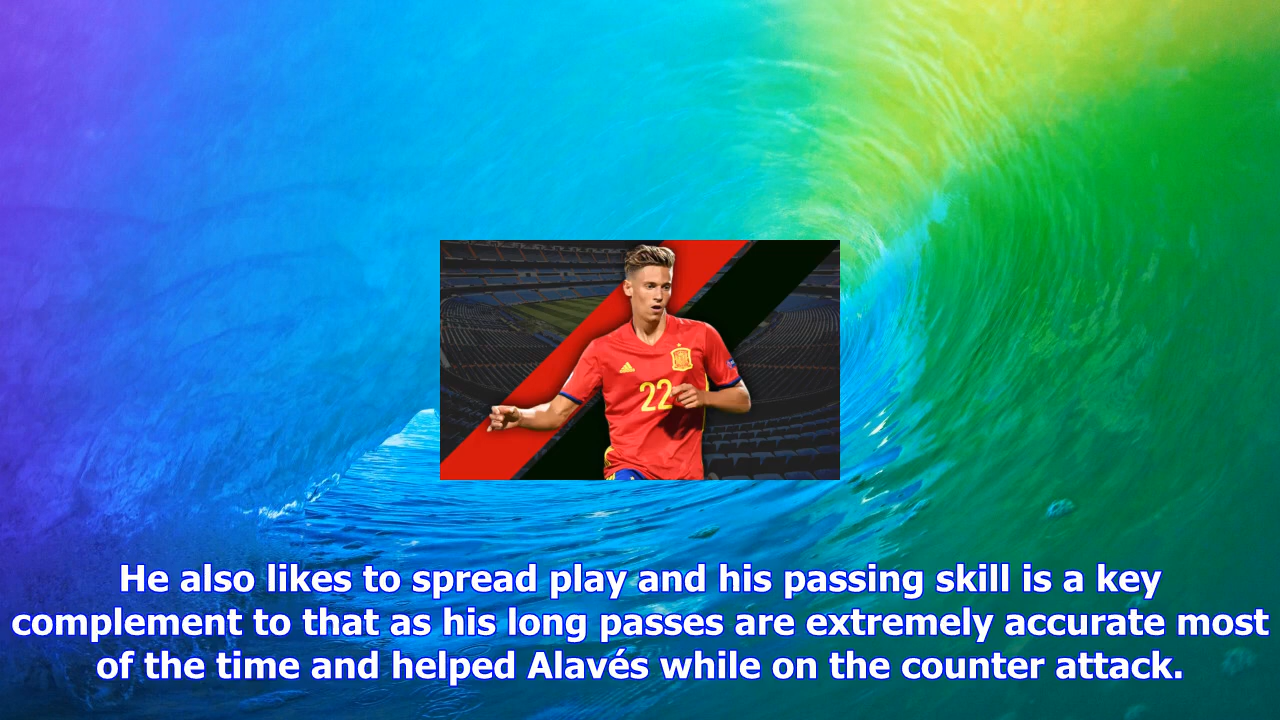 22
He also likes to spread play and his passing skill is a key
complement to that as his long passes are extremely accurate most
of the time and helped Alavés while on the counter attack.